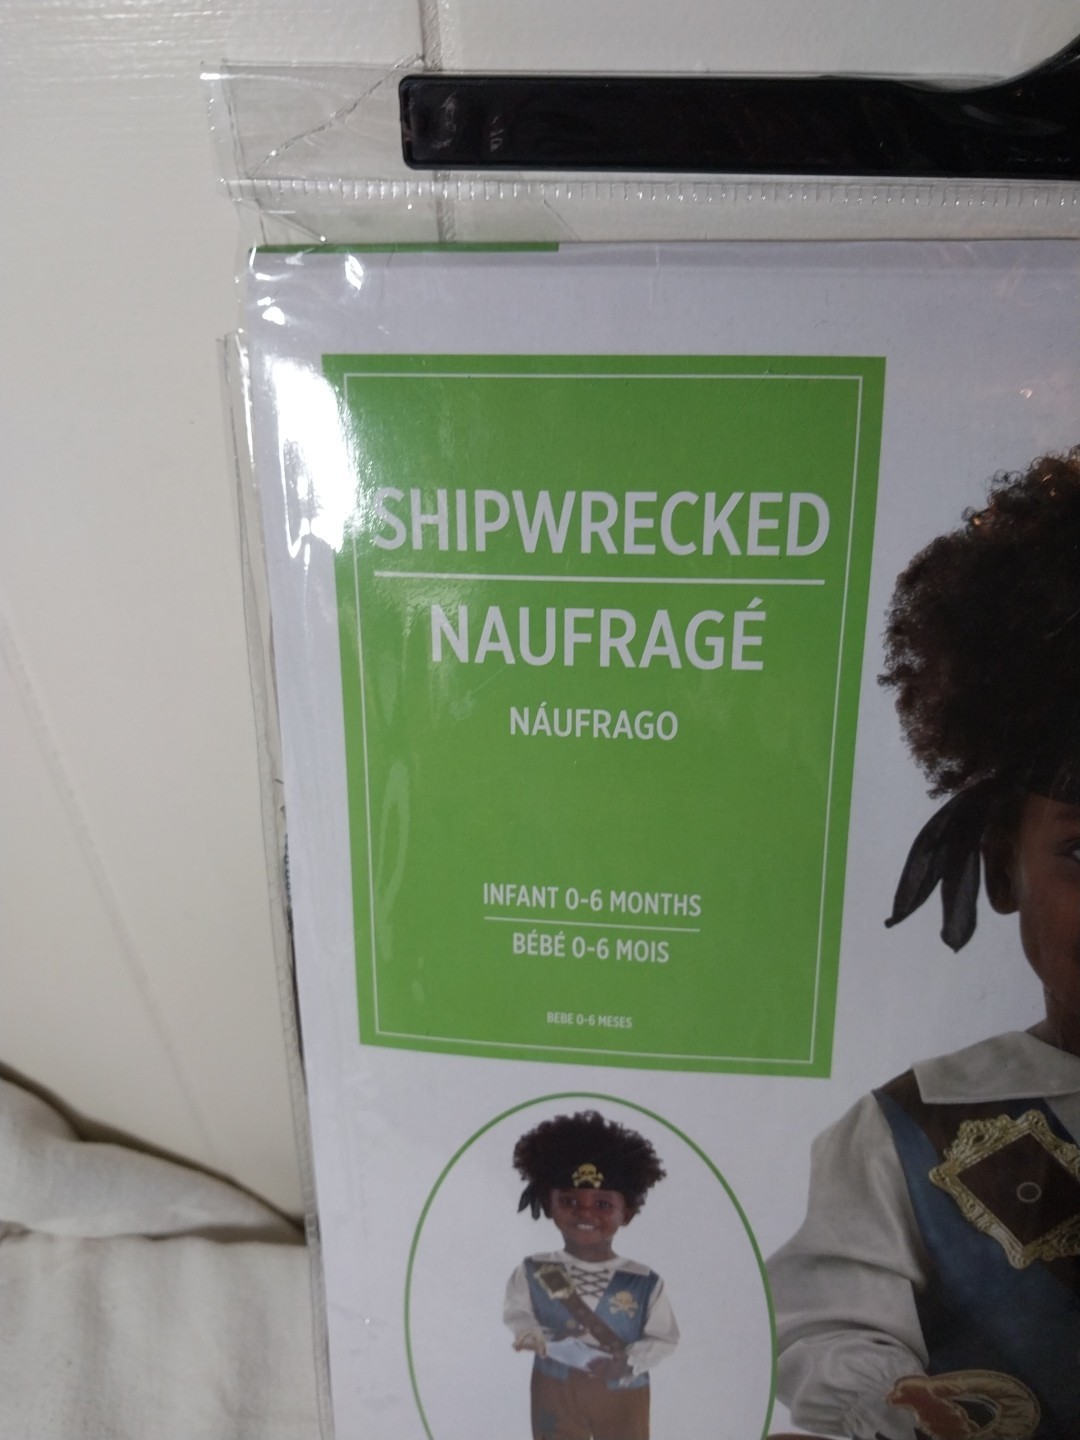 SHIPWRECKED
NAUFRAGÉ
NÁUFRAGO
INFANT 0-6 MONTHS
BÉBÉ 0-6 MOIS
BEBE 0-6 MESES